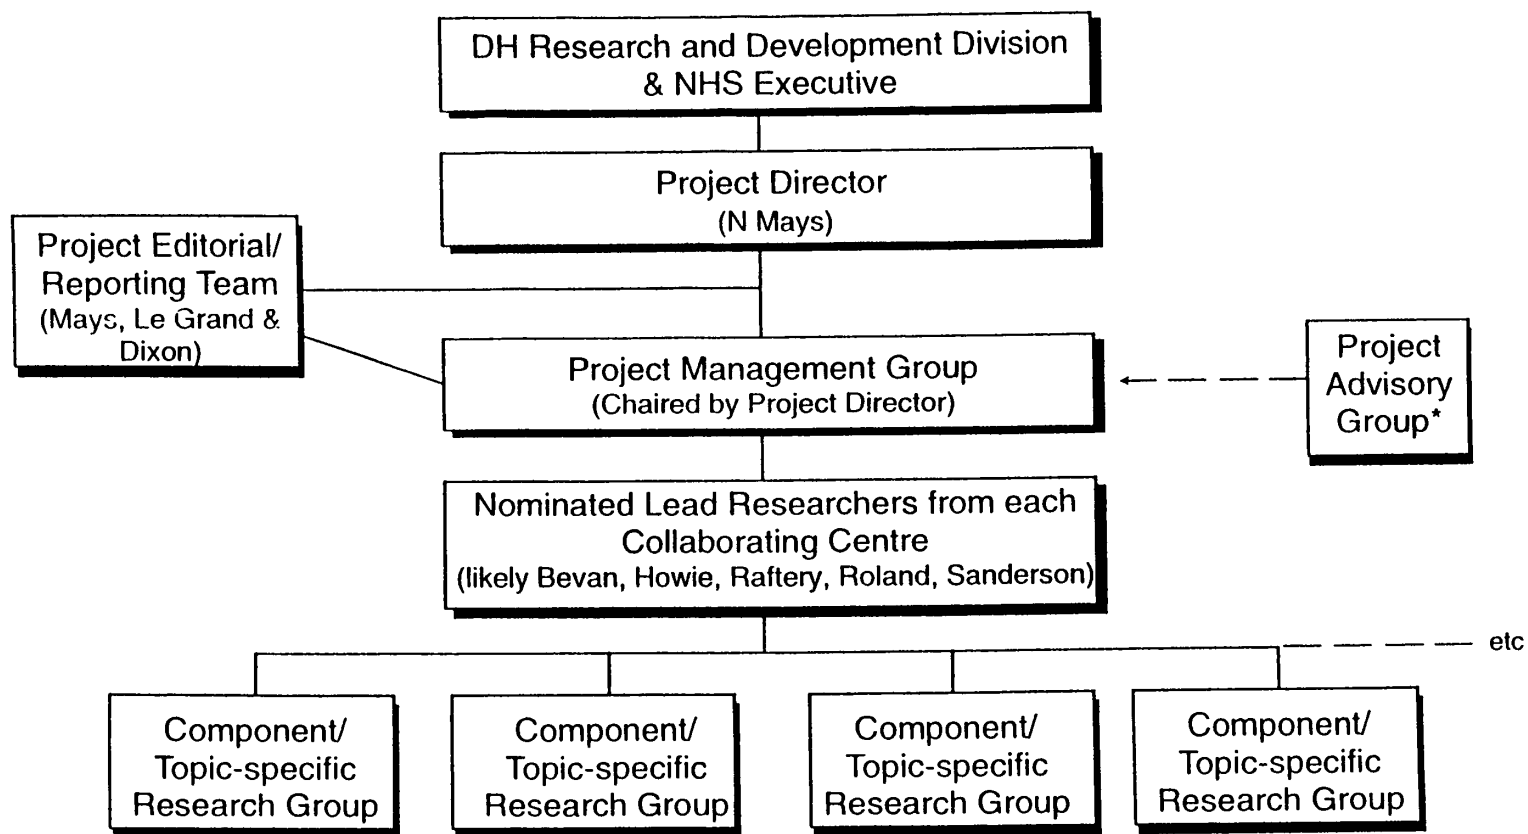 DH Research and Development Division
& NHS Executive
Project Director
(N Mays)
Project Editorial/
Reporting Team
(Mays, Le Grand &
Dixon)
Project Management Group
(Chaired by Project Director)
Project
Advisory
Group*
Nominated Lead Researchers from each
Collaborating Centre
(likely Bevan, Howie, Raftery, Roland, Sanderson)
etc
Component/
Topic-specific
Research Group
Component/
Topic-specific
Research Group
Component/
Topic-specific
Research Group
Component/
Topic-specific
Research Group